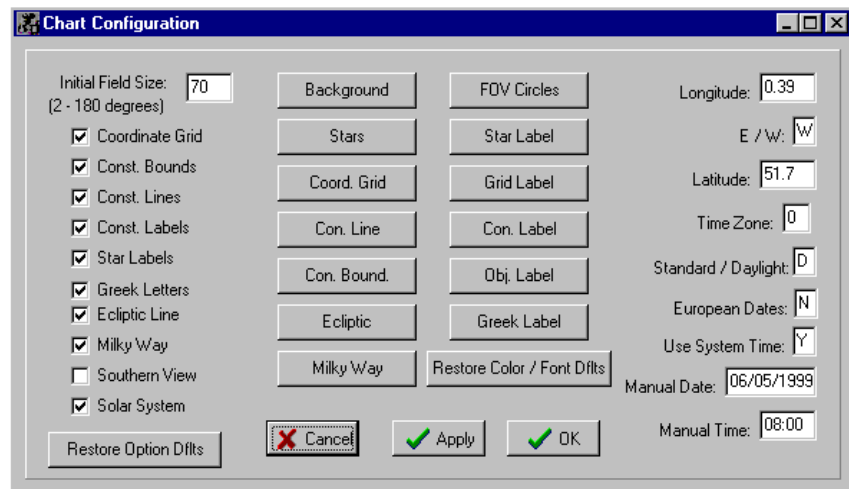 Chart Configuration
Initial Field Size: 70
(2 - 180 degrees)
Coordinate Grid
Const. Bounds
Const. Lines
Const. Labels
Star Labels
Greek Letters
Ecliptic Line
Milky Way
Southern View
Solar System
Restore Option Dflts
Background
Stars
Coord. Grid
Con. Line
Con. Bound.
Ecliptic
Milky Way
FOV Circles
Star Label
Grid Label
Con. Label
Obj. Label
Greek Label
Restore Color / Font Dflts
Cancel
Apply
OK
Longitude: 0.39
E / W: W
Latitude: 51.7
Time Zone: 0
Standard / Daylight: D
European Dates: N
Use System Time: Y
Manual Date: 06/05/1999
Manual Time: 08:00